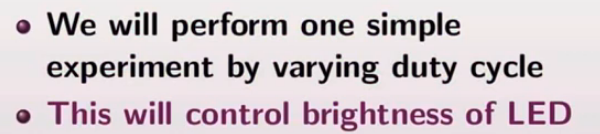 We will perform one simple
experiment by varying duty cycle
This will control brightness of LED